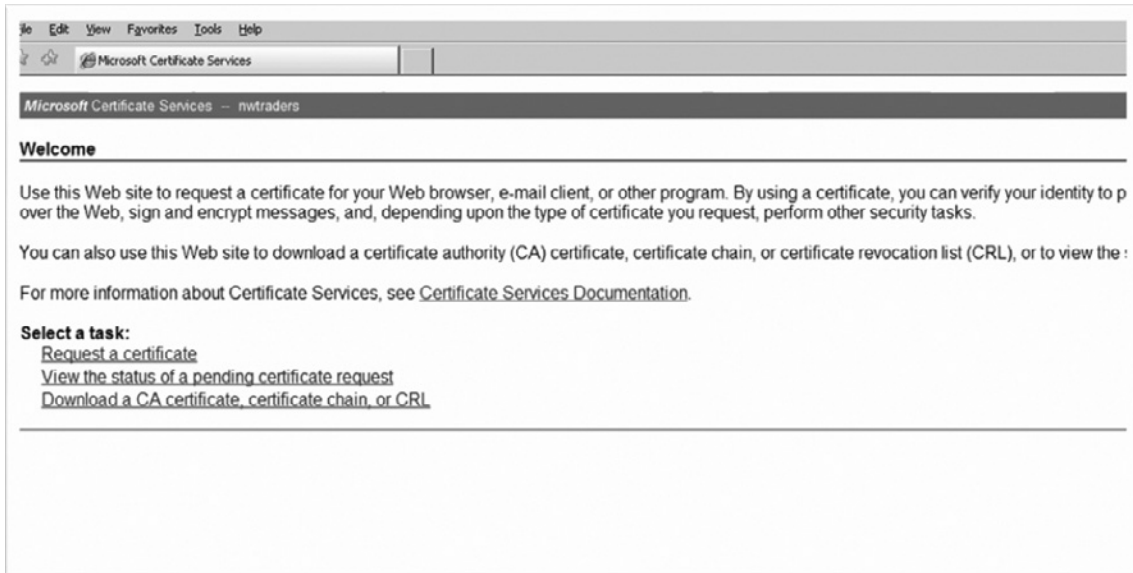 File Edit View Favorites Tools Help
Microsoft Certificate Services
Microsoft Certificate Services -- nwtraders
Welcome
Use this Web site to request a certificate for your Web browser, e-mail client, or other program. By using a certificate, you can verify your identity to p
over the Web, sign and encrypt messages, and, depending upon the type of certificate you request, perform other security tasks.
You can also use this Web site to download a certificate authority (CA) certificate, certificate chain, or certificate revocation list (CRL), or to view the
For more information about Certificate Services, see Certificate Services Documentation.
Select a task:
Request a certificate
View the status of a pending certificate request
Download a CA certificate, certificate chain, or CRL